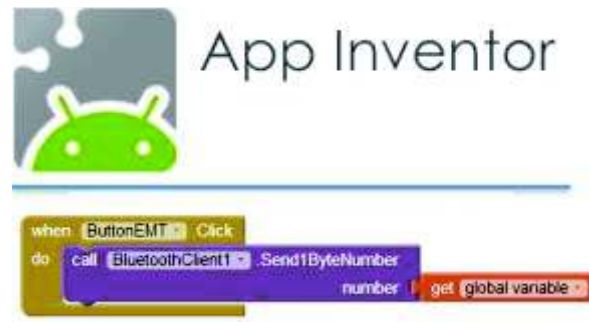 App Inventor
when ButtonEMT Click
do call BluetoothClient1 .Send1ByteNumber
number get global variable